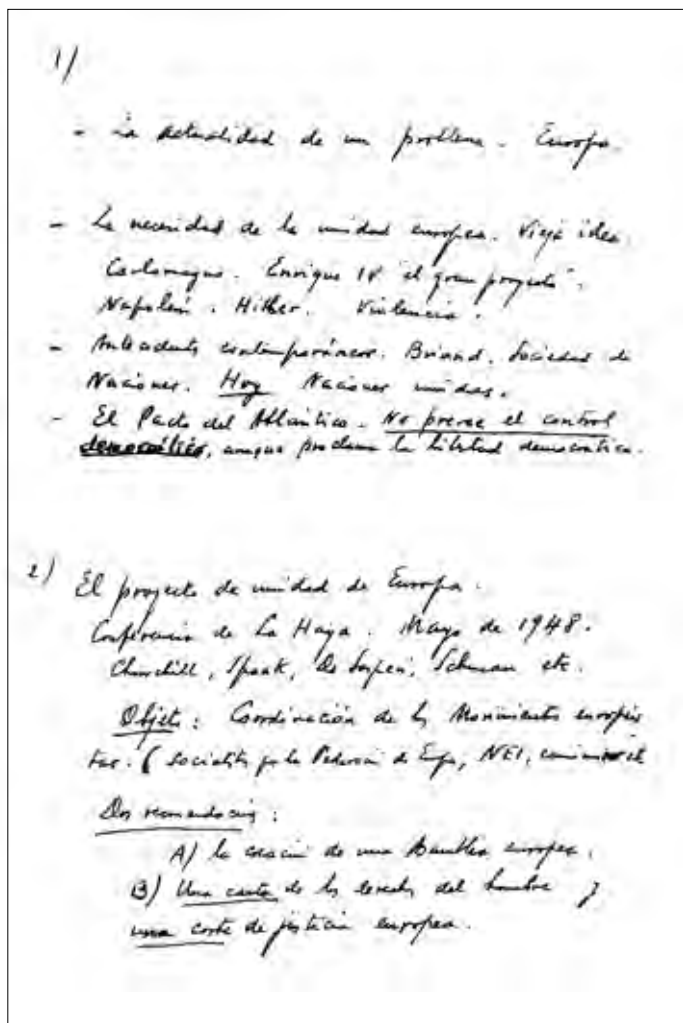 1/
- La actualidad de un problema. Europa.
- La necesidad de la unidad europea. Vieja idea.
Carlomagno. Enrique IV "el gran proyecto".
Napoleón. Hitler. Violencia.
- Antecedentes contemporáneos. Briand. Sociedad de
Naciones. Hoy Naciones unidas.
- El Pacto del Atlántico. No prevee el control
democrático, aunque proclama la libertad democrática.
2) El proyecto de unidad de Europa.
Conferencia de La Haya. Mayo de 1948.
Churchill, Spaak, De Gasperi, Schuman etc.
Objeto: Coordinación de los Movimientos europeis
tas. (Socialistas por la Federación de Europa, NEI,
Dos recomendaciones:
A) la creación de una Asamblea europea.
B) Una carta de los derechos del hombre y
una corte de justicia europea.